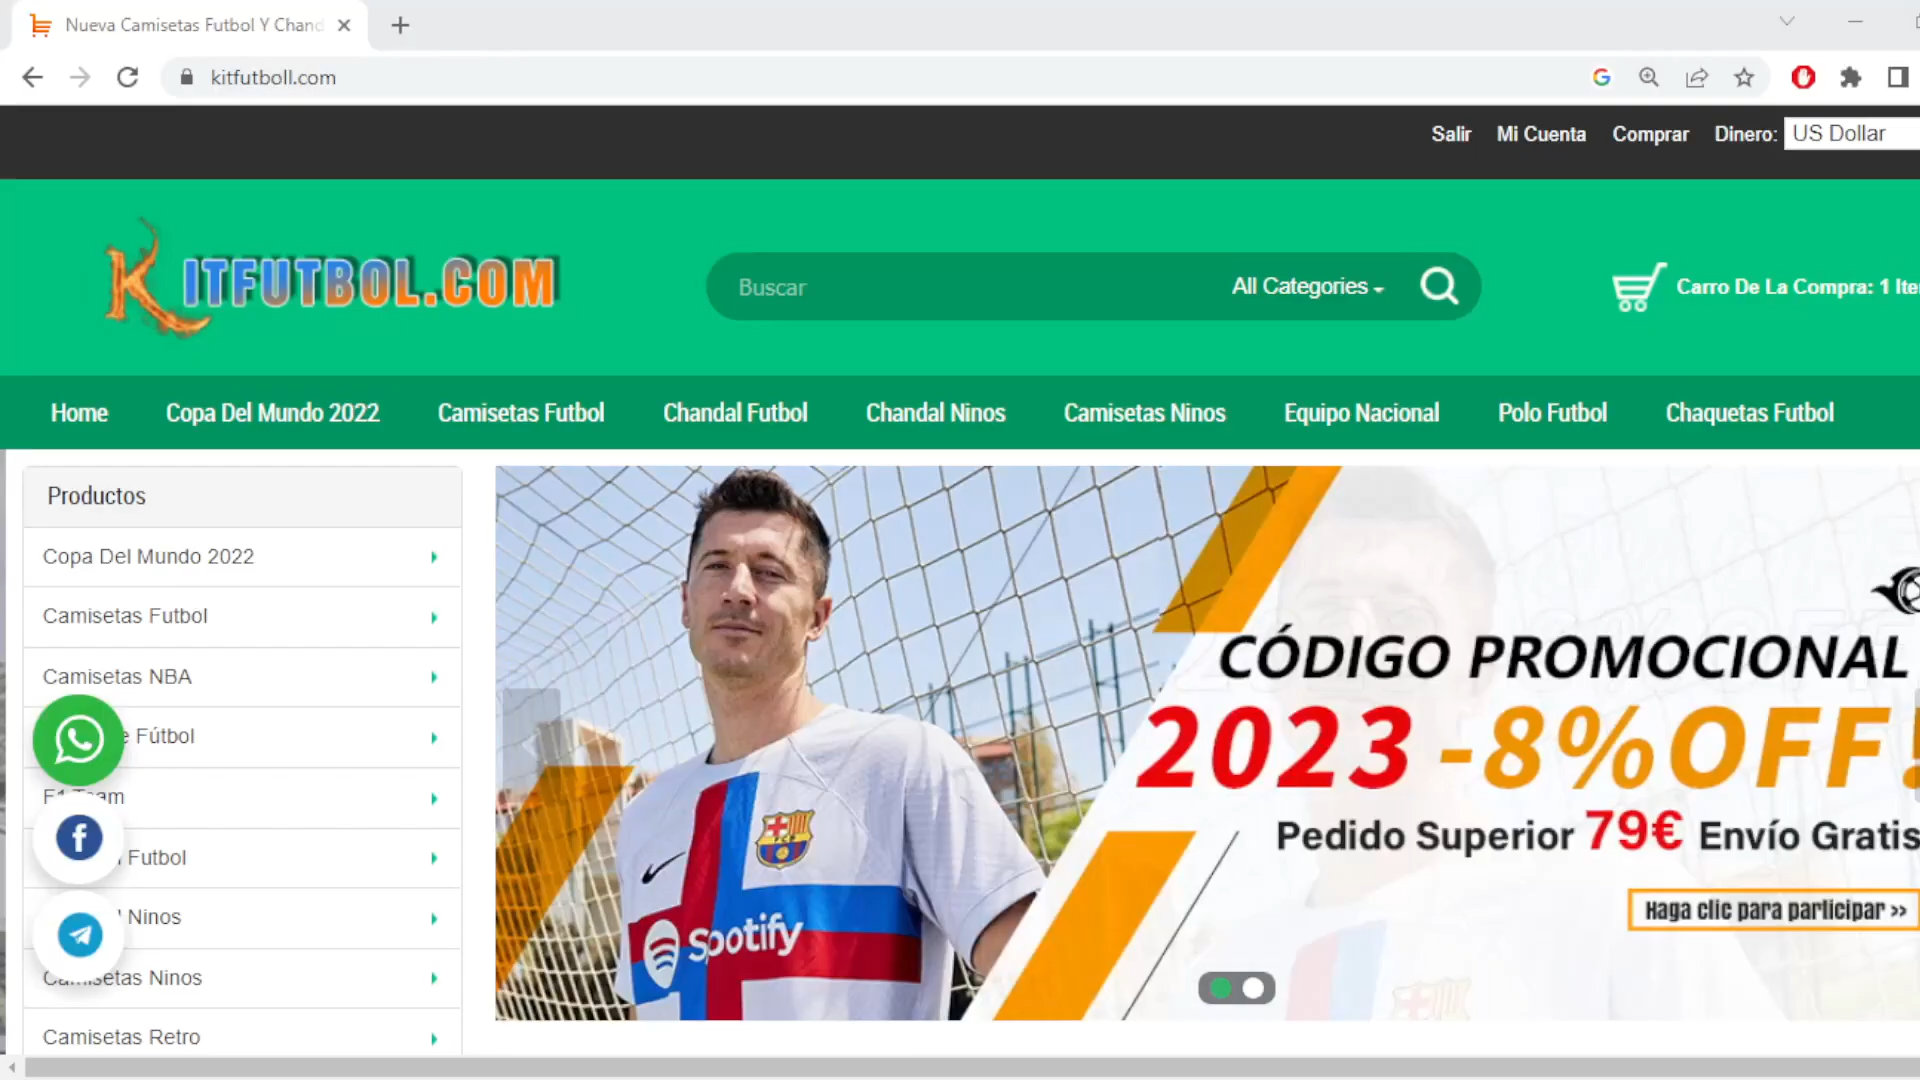 Nueva Camisetas Futbol Y Chand
kitfutboll.com
Salir Mi Cuenta Comprar Dinero: US Dollar
KITFUTBOL.COM
Buscar
All Categories
Carro De La Compra: 1 Ite
Home Copa Del Mundo 2022 Camisetas Futbol Chandal Futbol Chandal Ninos Camisetas Ninos Equipo Nacional Polo Futbol Chaquetas Futbol
Productos
Copa Del Mundo 2022
Camisetas Futbol
Camisetas NBA
e Fútbol
F1 Team
Futbol
Ninos
Camisetas Ninos
Camisetas Retro
CÓDIGO PROMOCIONAL
2023 -8%OFF!
Pedido Superior 79€ Envío Gratis
Haga clic para participar >>
Spotify